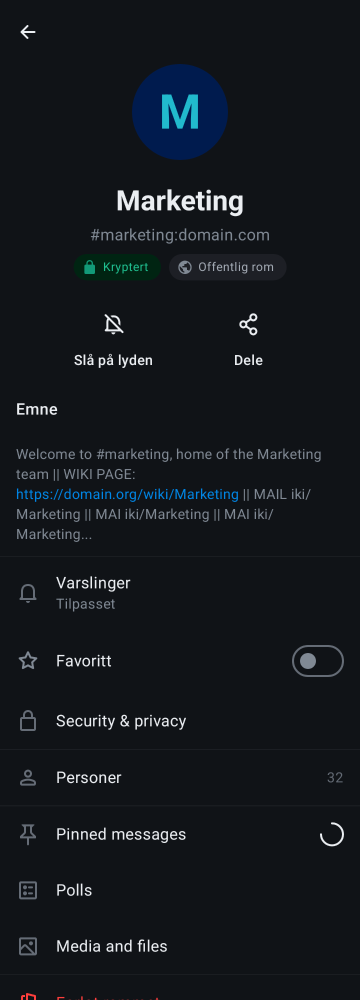 M
Marketing
#marketing:domain.com
Kryptert
Offentlig rom
Slå på lyden
Dele
Emne
Welcome to #marketing, home of the Marketing
team || WIKI PAGE:
https://domain.org/wiki/Marketing || MAIL iki/
Marketing || MAI iki/Marketing || MAI iki/
Marketing...
Varslinger
Tilpasset
Favoritt
Security & privacy
Personer 32
Pinned messages
Polls
Media and files